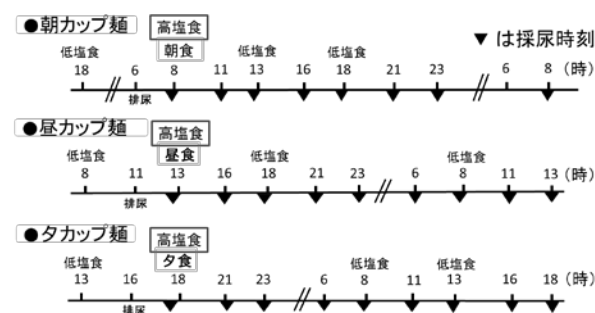 ●朝カップ麺 高塩食 ▼ は採尿時刻
低塩食 朝食 低塩食 低塩食
18 6 8 11 13 16 18 21 23 6 8 (時)
排尿
●昼カップ麺 高塩食
低塩食 昼食 低塩食 低塩食
8 11 13 16 18 21 23 6 8 11 13 (時)
排尿
●夕カップ麺 高塩食
低塩食 夕食 低塩食 低塩食
13 16 18 21 23 6 8 11 13 16 18 (時)
排尿